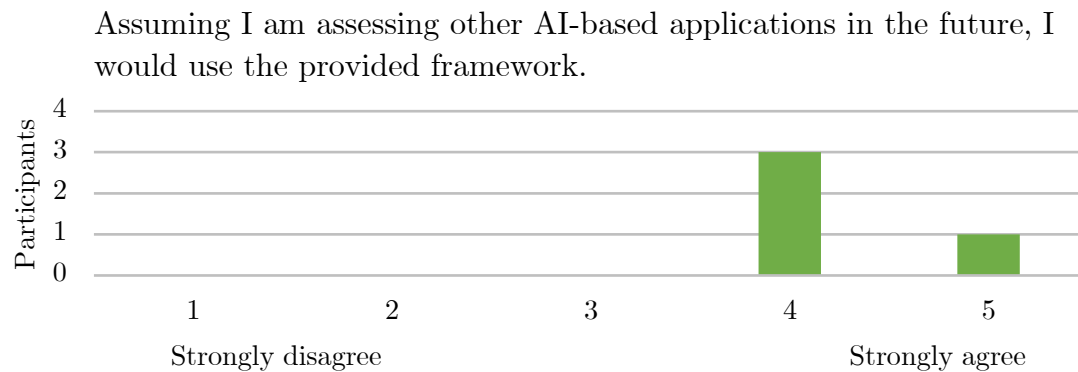 Assuming I am assessing other AI-based applications in the future, I
would use the provided framework.
Participants
4
3
2
1
0
1 2 3 4 5
Strongly disagree Strongly agree